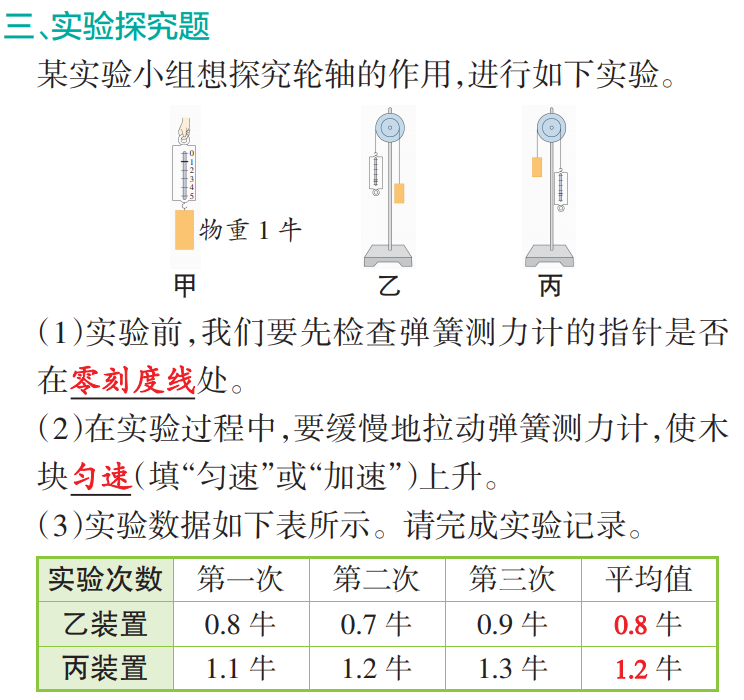 三、实验探究题
某实验小组想探究轮轴的作用,进行如下实验。
0
1
2
3
4
5
物重 1 牛
甲 乙 丙
(1)实验前,我们要先检查弹簧测力计的指针是否
在零刻度线处。
(2)在实验过程中,要缓慢地拉动弹簧测力计,使木
块匀速(填“匀速”或“加速”)上升。
(3)实验数据如下表所示。请完成实验记录。
实验次数 第一次 第二次 第三次 平均值
乙装置 0.8 牛 0.7 牛 0.9 牛 0.8 牛
丙装置 1.1 牛 1.2 牛 1.3 牛 1.2 牛